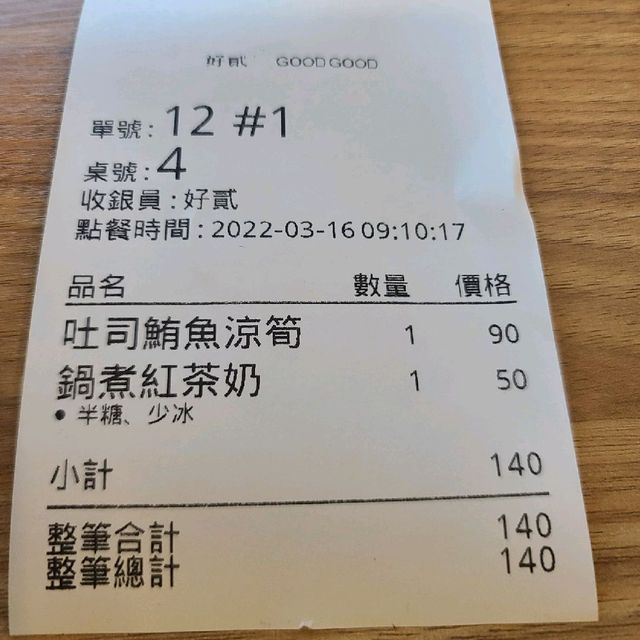 好貳 GOOD GOOD
單號: 12 #1
桌號: 4
收銀員: 好貳
點餐時間: 2022-03-16 09:10:17
品名 數量 價格
吐司鮪魚涼筍 1 90
鍋煮紅茶奶 1 50
• 半糖、少冰
小計 140
整筆合計 140
整筆總計 140